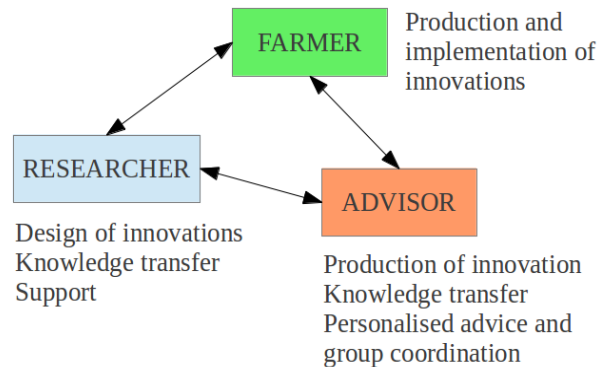 FARMER
Production and
implementation of
innovations
RESEARCHER
Design of innovations
Knowledge transfer
Support
ADVISOR
Production of innovation
Knowledge transfer
Personalised advice and
group coordination